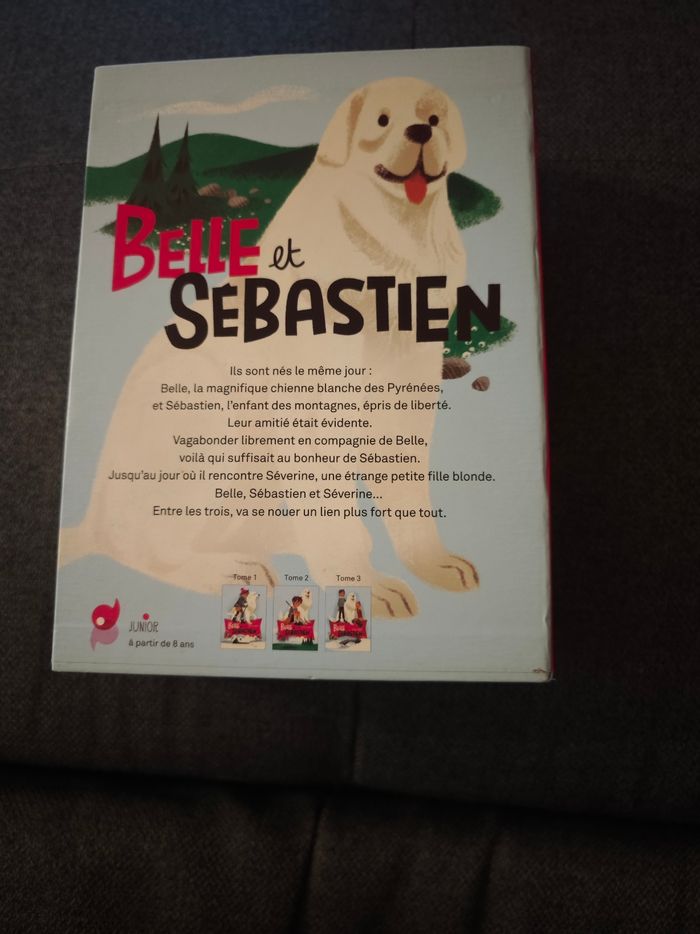 BELLE et
SÉBASTIEN
Ils sont nés le même jour :
Belle, la magnifique chienne blanche des Pyrénées,
et Sébastien, l'enfant des montagnes, épris de liberté.
Leur amitié était évidente.
Vagabonder librement en compagnie de Belle,
voilà qui suffisait au bonheur de Sébastien.
Jusqu'au jour où il rencontre Séverine, une étrange petite fille blonde.
Belle, Sébastien et Séverine...
Entre les trois, va se nouer un lien plus fort que tout.
Tome 1 Tome 2 Tome 3
JUNIOR
à partir de 8 ans